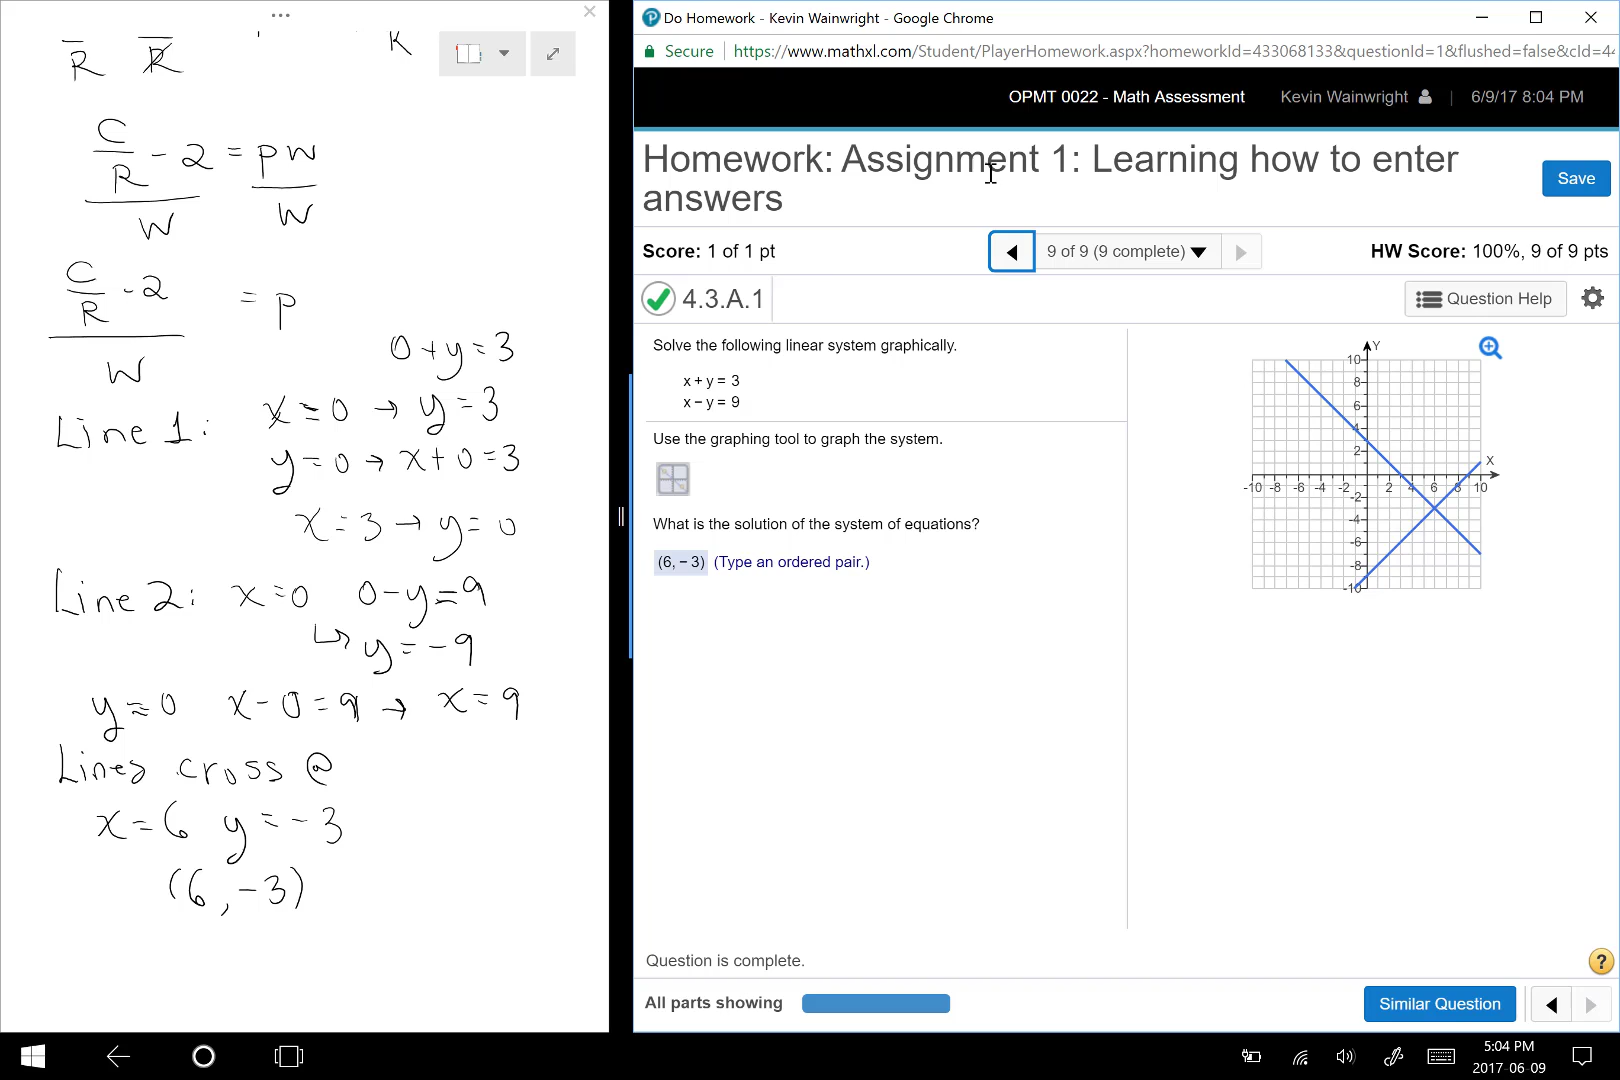 R R K
C/R - 2 = pW
W W
C/R - 2 = p
W
0 + y = 3
Line 1: x = 0 → y = 3
y = 0 → x + 0 = 3
x = 3 → y = 0
Line 2: x = 0 0 - y = 9
↳ y = -9
y = 0 x - 0 = 9 → x = 9
Lines cross @
x = 6 y = -3
(6, -3)
Do Homework - Kevin Wainwright - Google Chrome
Secure https://www.mathxl.com/Student/PlayerHomework.aspx?homeworkId=433068133&questionId=1&flushed=false&cId=44
OPMT 0022 - Math Assessment Kevin Wainwright | 6/9/17 8:04 PM
Homework: Assignment 1: Learning how to enter
answers
Save
Score: 1 of 1 pt 9 of 9 (9 complete) HW Score: 100%, 9 of 9 pts
4.3.A.1 Question Help
Solve the following linear system graphically.
x + y = 3
x − y = 9
Use the graphing tool to graph the system.
What is the solution of the system of equations?
(6, − 3) (Type an ordered pair.)
Y
10
8
6
4
2
X
-10 -8 -6 -4 -2 2 4 6 8 10
-2
-4
-6
-8
-10
Question is complete.
?
All parts showing Similar Question
5:04 PM
2017-06-09